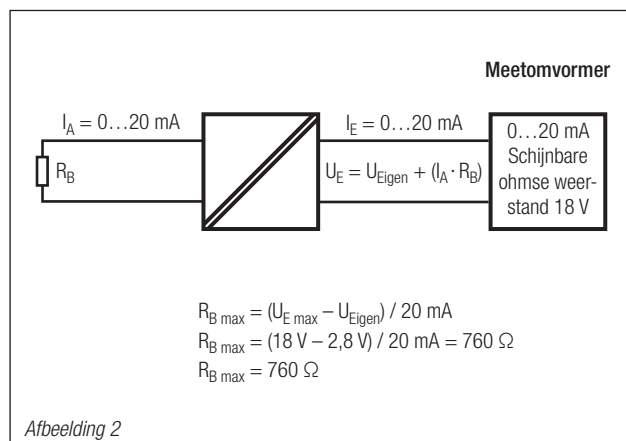 Meetomvormer
I_A = 0…20 mA
I_E = 0…20 mA
0…20 mA
Schijnbare
ohmse weer-
stand 18 V
R_B
U_E = U_Eigen + (I_A · R_B)
R_B max = (U_E max – U_Eigen) / 20 mA
R_B max = (18 V – 2,8 V) / 20 mA = 760 Ω
R_B max = 760 Ω
Afbeelding 2